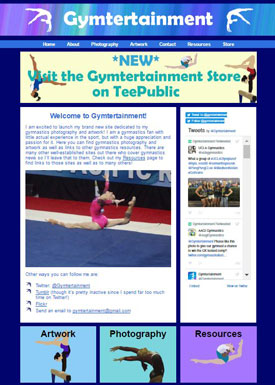 Gymtertainment
Home About Photography Artwork Contact Resources Store
*NEW*
Visit the Gymtertainment Store
on TeePublic
Welcome to Gymtertainment!
I am excited to launch my brand new site dedicated to my
gymnastics photography and artwork! I am a gymnastics fan with
little actual experience in the sport, but with a huge appreciation and
passion for it. Here you can find gymnastics photography and
artwork as well as links to other gymnastics resources. There are
many other well-established sites out there who cover gymnastics
news so I'll leave that to them. Check out my Resources page to
find links to those sites as well as to many others!
Other ways you can follow me are:
Twitter: @Gymtertainment
Tumblr (though it's pretty inactive since I spend far too much
time on Twitter!)
Flickr
Send an email to gymtertainment@gmail.com
Tweets by @Gymtertainment
Artwork
Photography
Resources